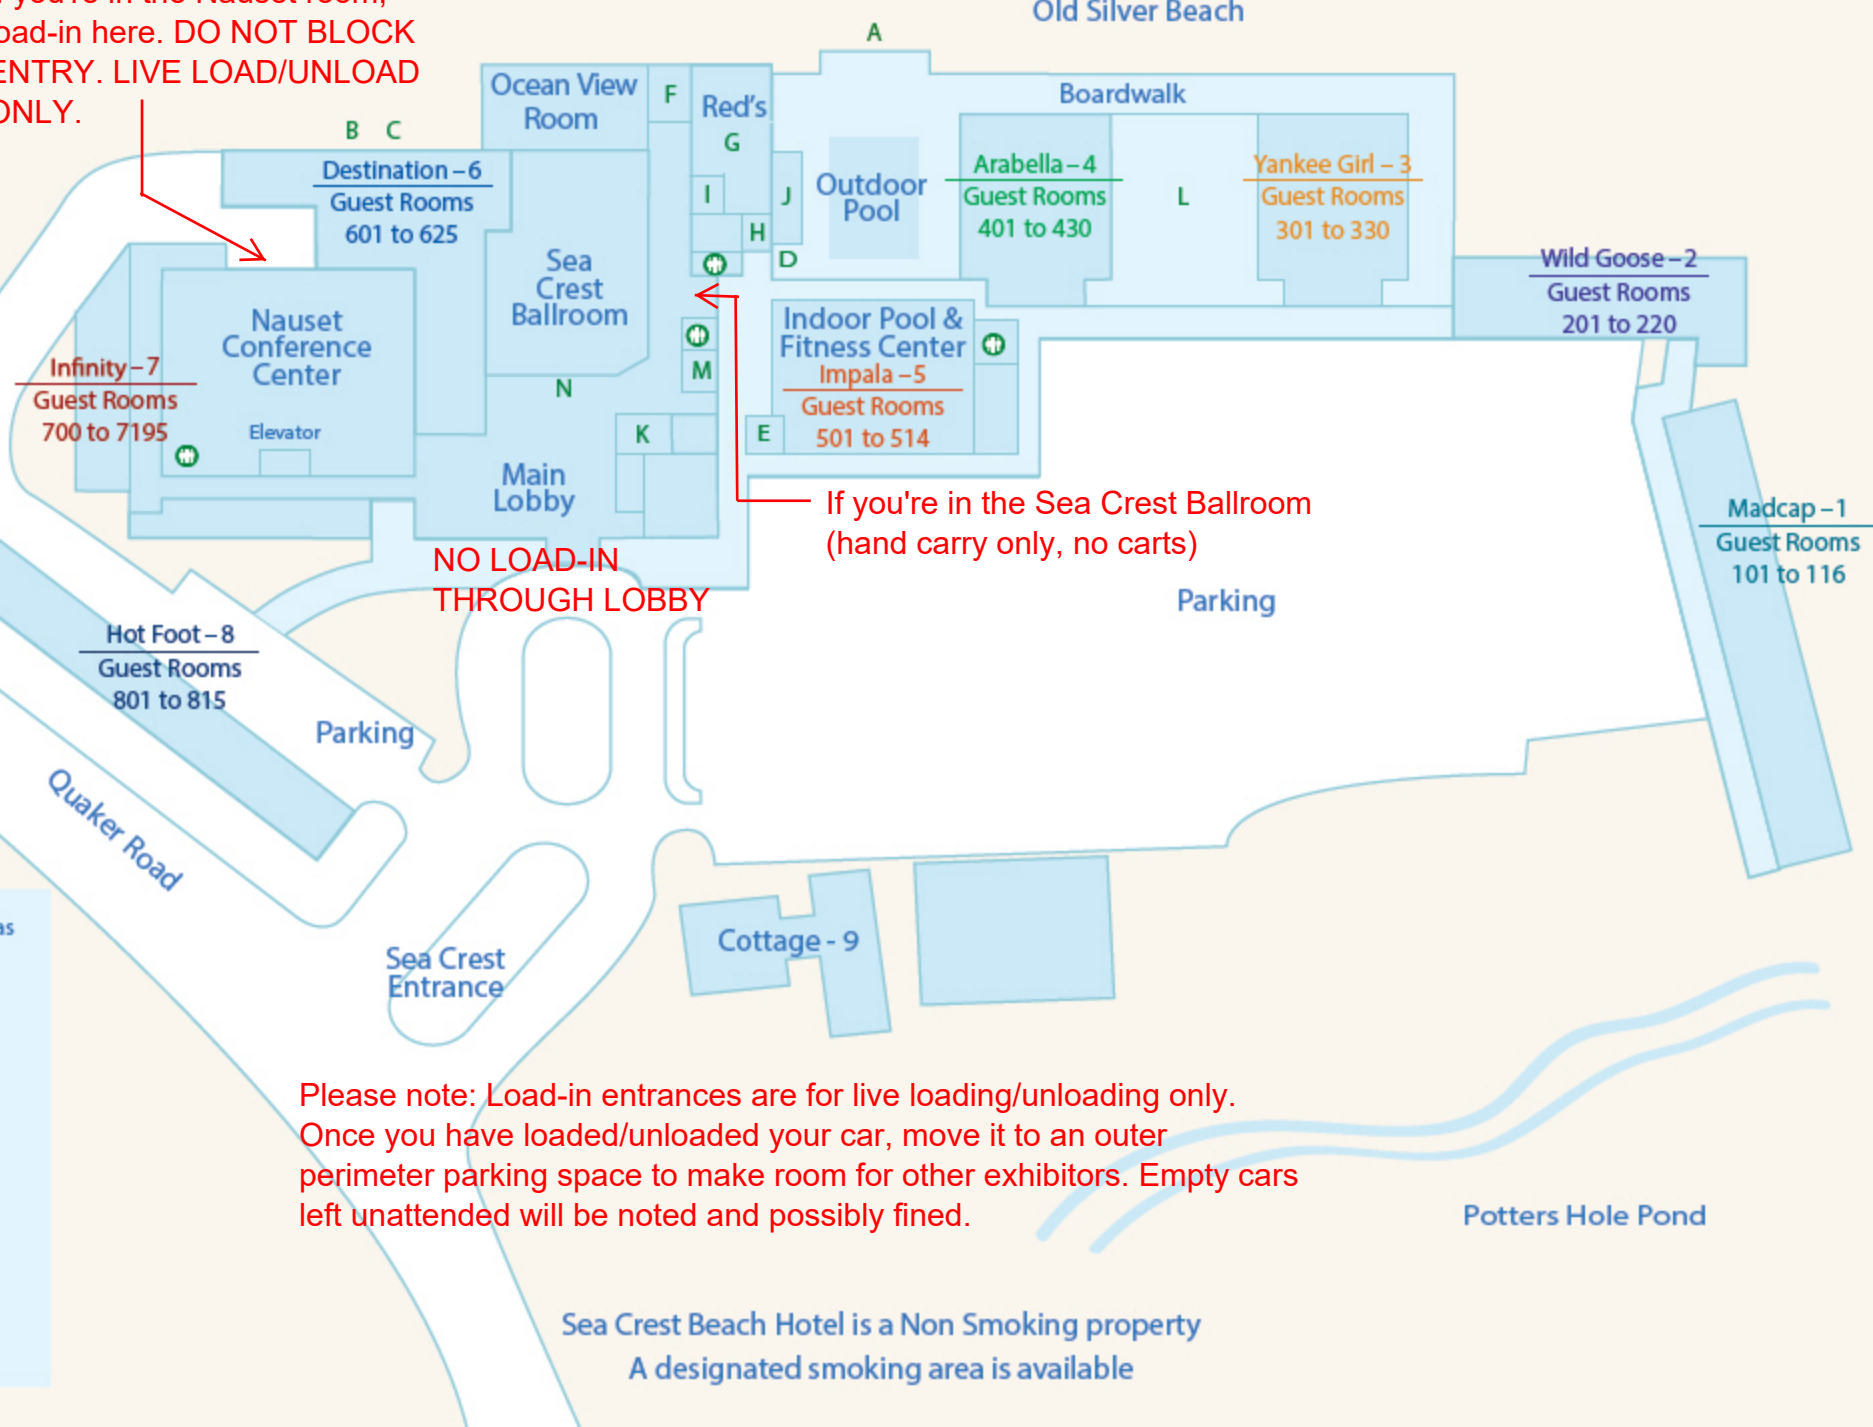 you're in the Nauset room,
oad-in here. DO NOT BLOCK
ENTRY. LIVE LOAD/UNLOAD
ONLY.
Old Silver Beach
A
Boardwalk
Ocean View
Room
F
Red's
G
B C
Destination – 6
Guest Rooms
601 to 625
I
J
H
D
Outdoor
Pool
Arabella – 4
Guest Rooms
401 to 430
L
Yankee Girl – 3
Guest Rooms
301 to 330
Wild Goose – 2
Guest Rooms
201 to 220
Sea
Crest
Ballroom
Nauset
Conference
Center
Infinity – 7
Guest Rooms
700 to 7195
Elevator
N
M
K
E
Indoor Pool &
Fitness Center
Impala – 5
Guest Rooms
501 to 514
Main
Lobby
If you're in the Sea Crest Ballroom
(hand carry only, no carts)
NO LOAD-IN
THROUGH LOBBY
Madcap – 1
Guest Rooms
101 to 116
Parking
Hot Foot – 8
Guest Rooms
801 to 815
Parking
Quaker Road
Sea Crest
Entrance
Cottage - 9
as
Please note: Load-in entrances are for live loading/unloading only.
Once you have loaded/unloaded your car, move it to an outer
perimeter parking space to make room for other exhibitors. Empty cars
left unattended will be noted and possibly fined.
Potters Hole Pond
Sea Crest Beach Hotel is a Non Smoking property
A designated smoking area is available